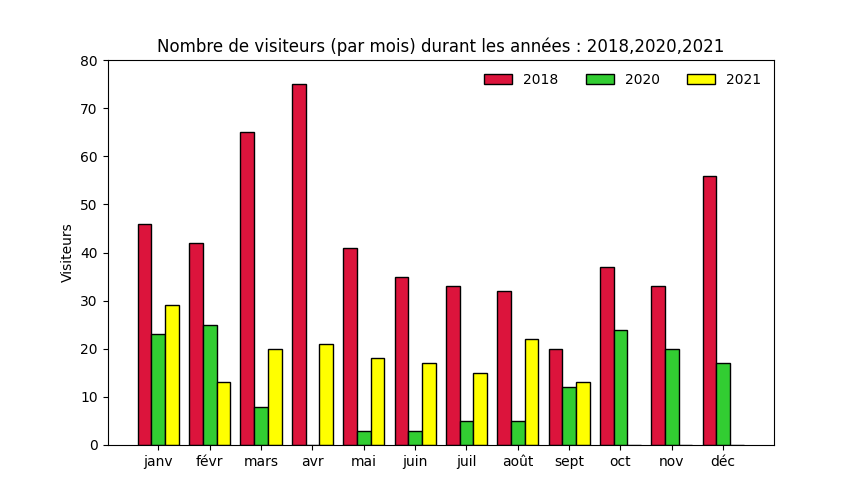 Nombre de visiteurs (par mois) durant les années : 2018,2020,2021
2018 2020 2021
Visiteurs
80
70
60
50
40
30
20
10
0
janv févr mars avr mai juin juil août sept oct nov déc